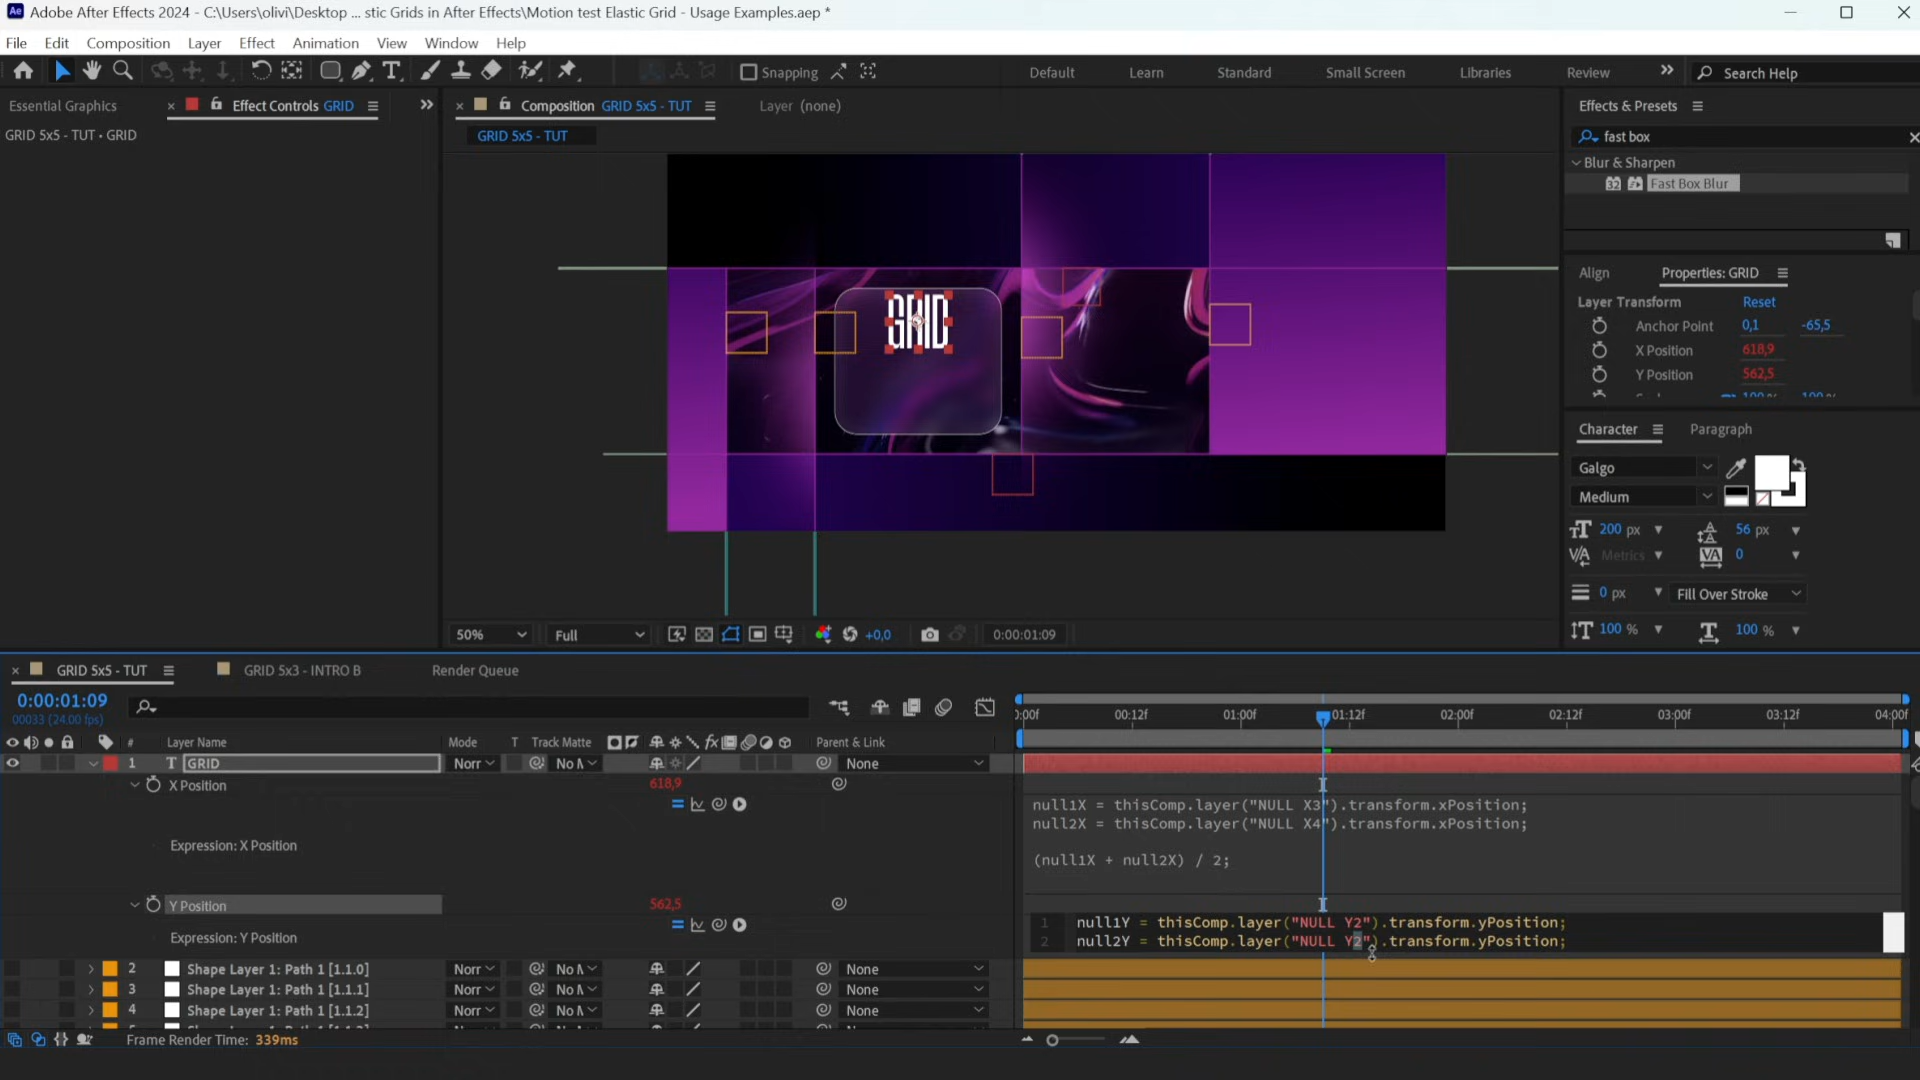 Adobe After Effects 2024 - C:\Users\olivi\Desktop ... stic Grids in After Effects\Motion test Elastic Grid - Usage Examples.aep *
File Edit Composition Layer Effect Animation View Window Help
Snapping Default Learn Standard Small Screen Libraries Review Search Help
Essential Graphics Effect Controls GRID Composition GRID 5x5 - TUT Layer (none) Effects & Presets
GRID 5x5 - TUT • GRID
GRID 5x5 - TUT
fast box
Blur & Sharpen
32 Fast Box Blur
GRID
Align Properties: GRID
Layer Transform Reset
Anchor Point 0,1 -65,5
X Position 618,9
Y Position 562,5
Character Paragraph
Galgo
Medium
200 px 56 px
Metrics 0
0 px Fill Over Stroke
100 % 100 %
50% Full +0,0 0:00:01:09
GRID 5x5 - TUT GRID 5x3 - INTRO B Render Queue
0:00:01:09
00033 (24.00 fps)
0:00f 00:12f 01:00f 01:12f 02:00f 02:12f 03:00f 03:12f 04:00f
# Layer Name Mode T Track Matte Parent & Link
1 T GRID Norr No M None
X Position 618,9
null1X = thisComp.layer("NULL X3").transform.xPosition;
null2X = thisComp.layer("NULL X4").transform.xPosition;
Expression: X Position
(null1X + null2X) / 2;
Y Position 562,5
1 null1Y = thisComp.layer("NULL Y2").transform.yPosition;
Expression: Y Position
2 null2Y = thisComp.layer("NULL Y2").transform.yPosition;
2 Shape Layer 1: Path 1 [1.1.0] Norr No M None
3 Shape Layer 1: Path 1 [1.1.1] Norr No M None
4 Shape Layer 1: Path 1 [1.1.2] Norr No M None
Frame Render Time: 339ms